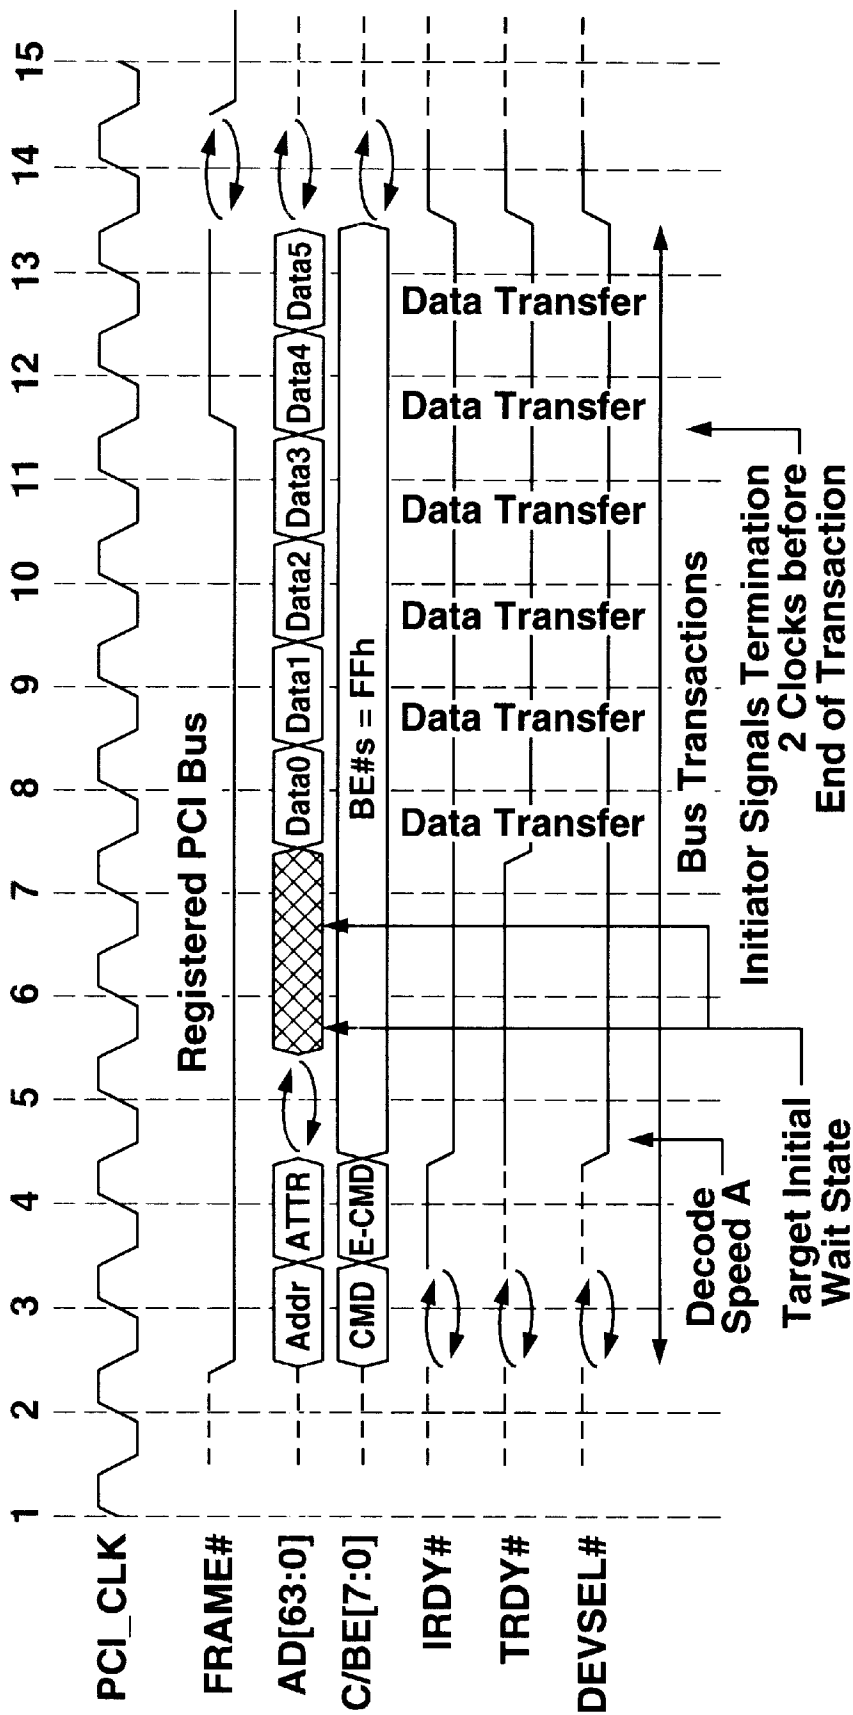 1 2 3 4 5 6 7 8 9 10 11 12 13 14 15
PCI_CLK
Registered PCI Bus
FRAME#
AD[63:0] Addr ATTR Data0 Data1 Data2 Data3 Data4 Data5
C/BE[7:0] CMD E-CMD BE#s = FFh
IRDY#
Data Transfer Data Transfer Data Transfer Data Transfer Data Transfer Data Transfer
TRDY#
DEVSEL#
Bus Transactions
Decode
Speed A
Target Initial
Wait State
Initiator Signals Termination
2 Clocks before
End of Transaction